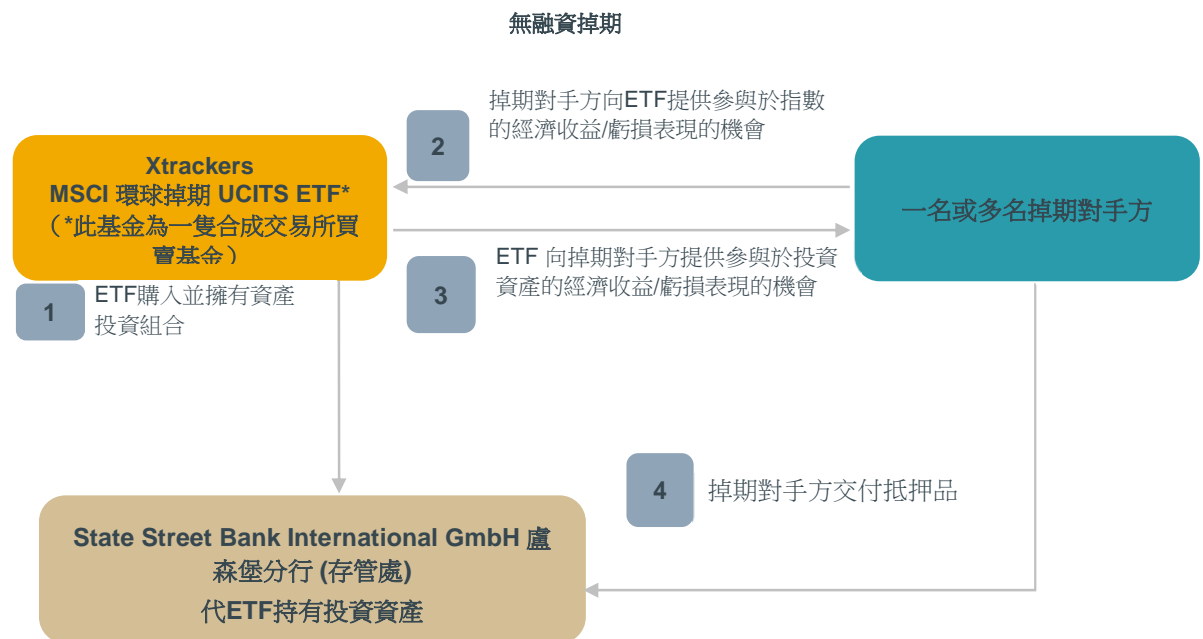 無融資掉期
掉期對手方向ETF提供參與於指數
的經濟收益/虧損表現的機會
2
Xtrackers
MSCI 環球掉期 UCITS ETF*
（*此基金為一隻合成交易所買
賣基金）
一名或多名掉期對手方
ETF 向掉期對手方提供參與於投資
資產的經濟收益/虧損表現的機會
3
1
ETF購入並擁有資產
投資組合
4
掉期對手方交付抵押品
State Street Bank International GmbH 盧
森堡分行 (存管處)
代ETF持有投資資產